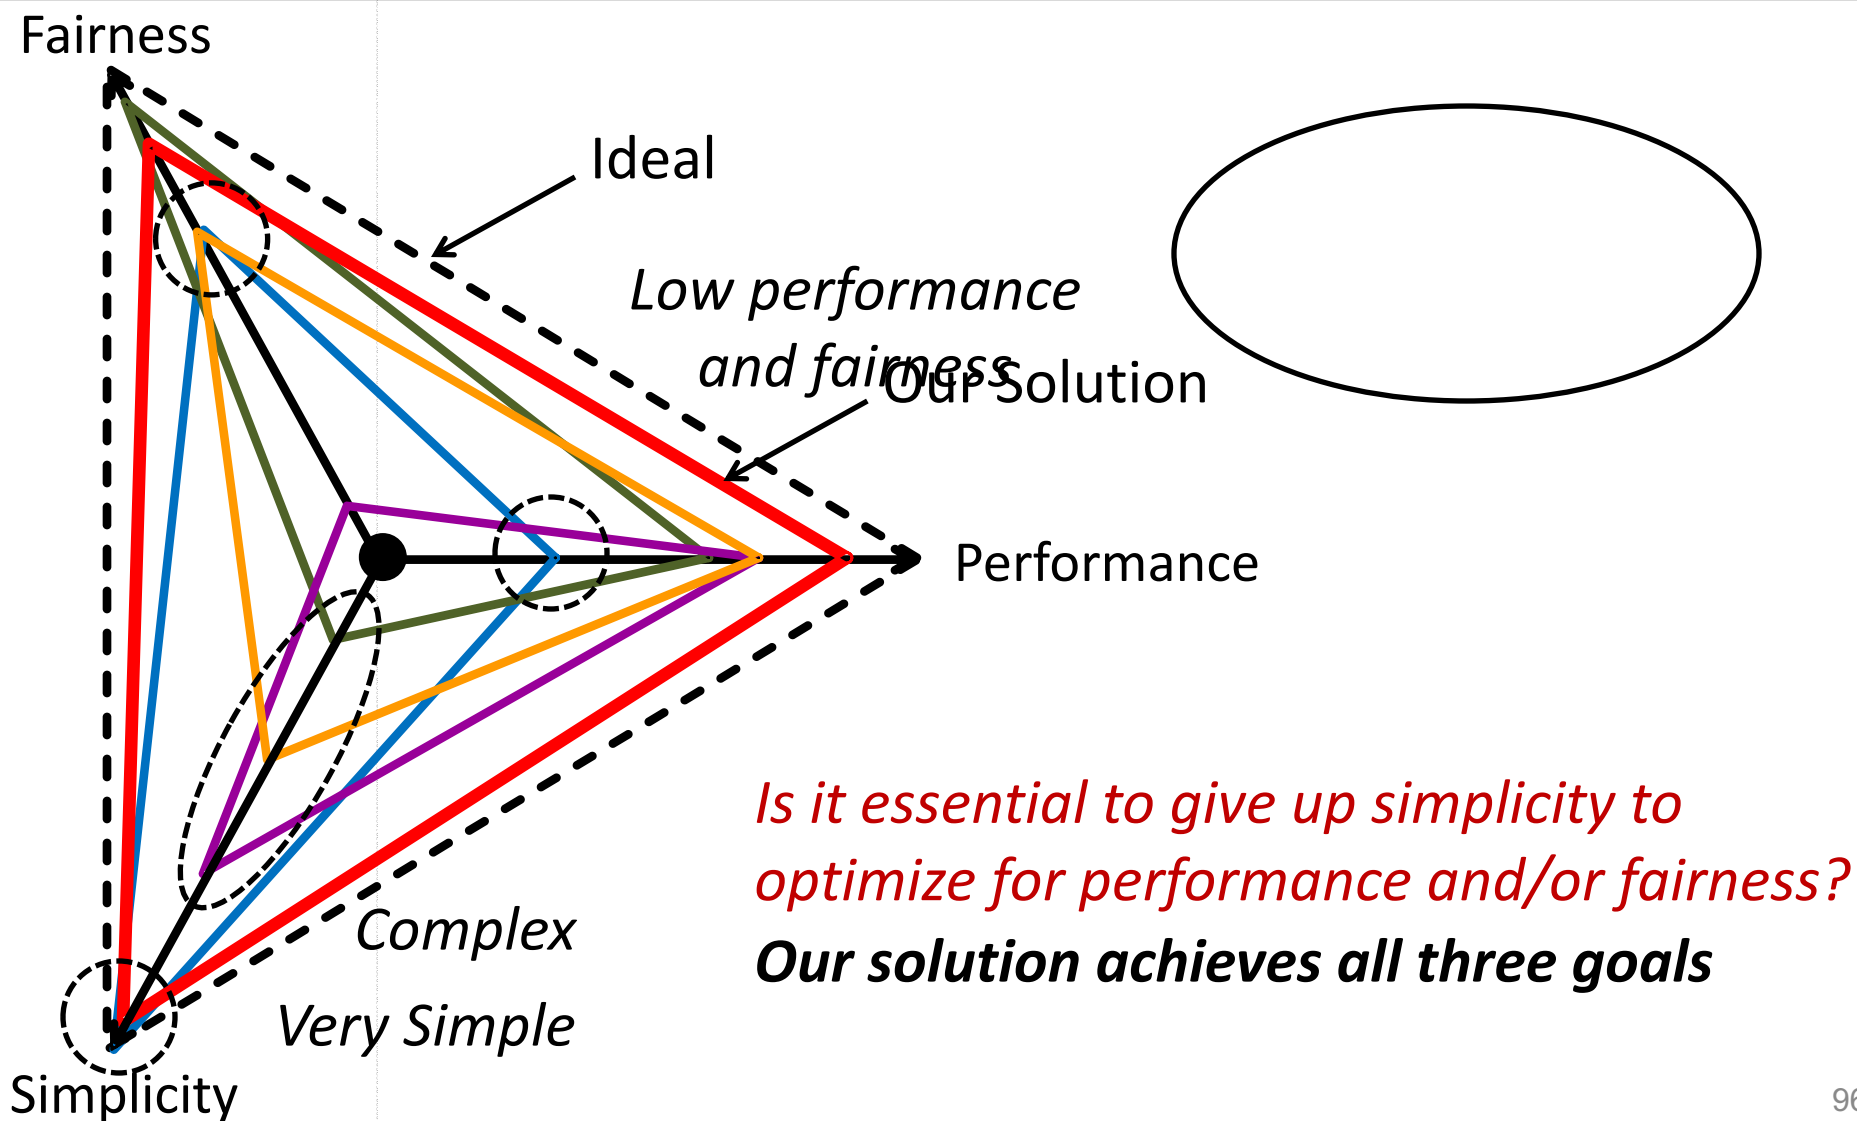 Fairness
Ideal
Low performance
and fairness
Our Solution
Performance
Is it essential to give up simplicity to
optimize for performance and/or fairness?
Our solution achieves all three goals
Complex
Very Simple
Simplicity
96